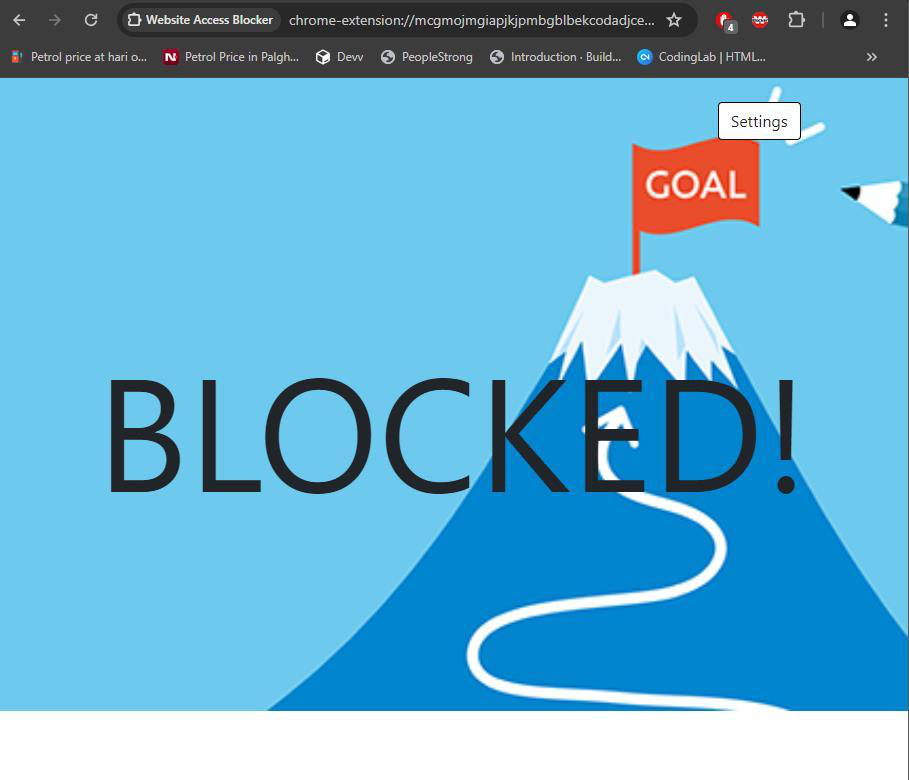 Website Access Blocker chrome-extension://mcgmojmgiapjkjpmbgblbekcodadjce...
4
Petrol price at hari o... Petrol Price in Palgh... Devv PeopleStrong Introduction · Build... CodingLab | HTML...
Settings
GOAL
BLOCKED!